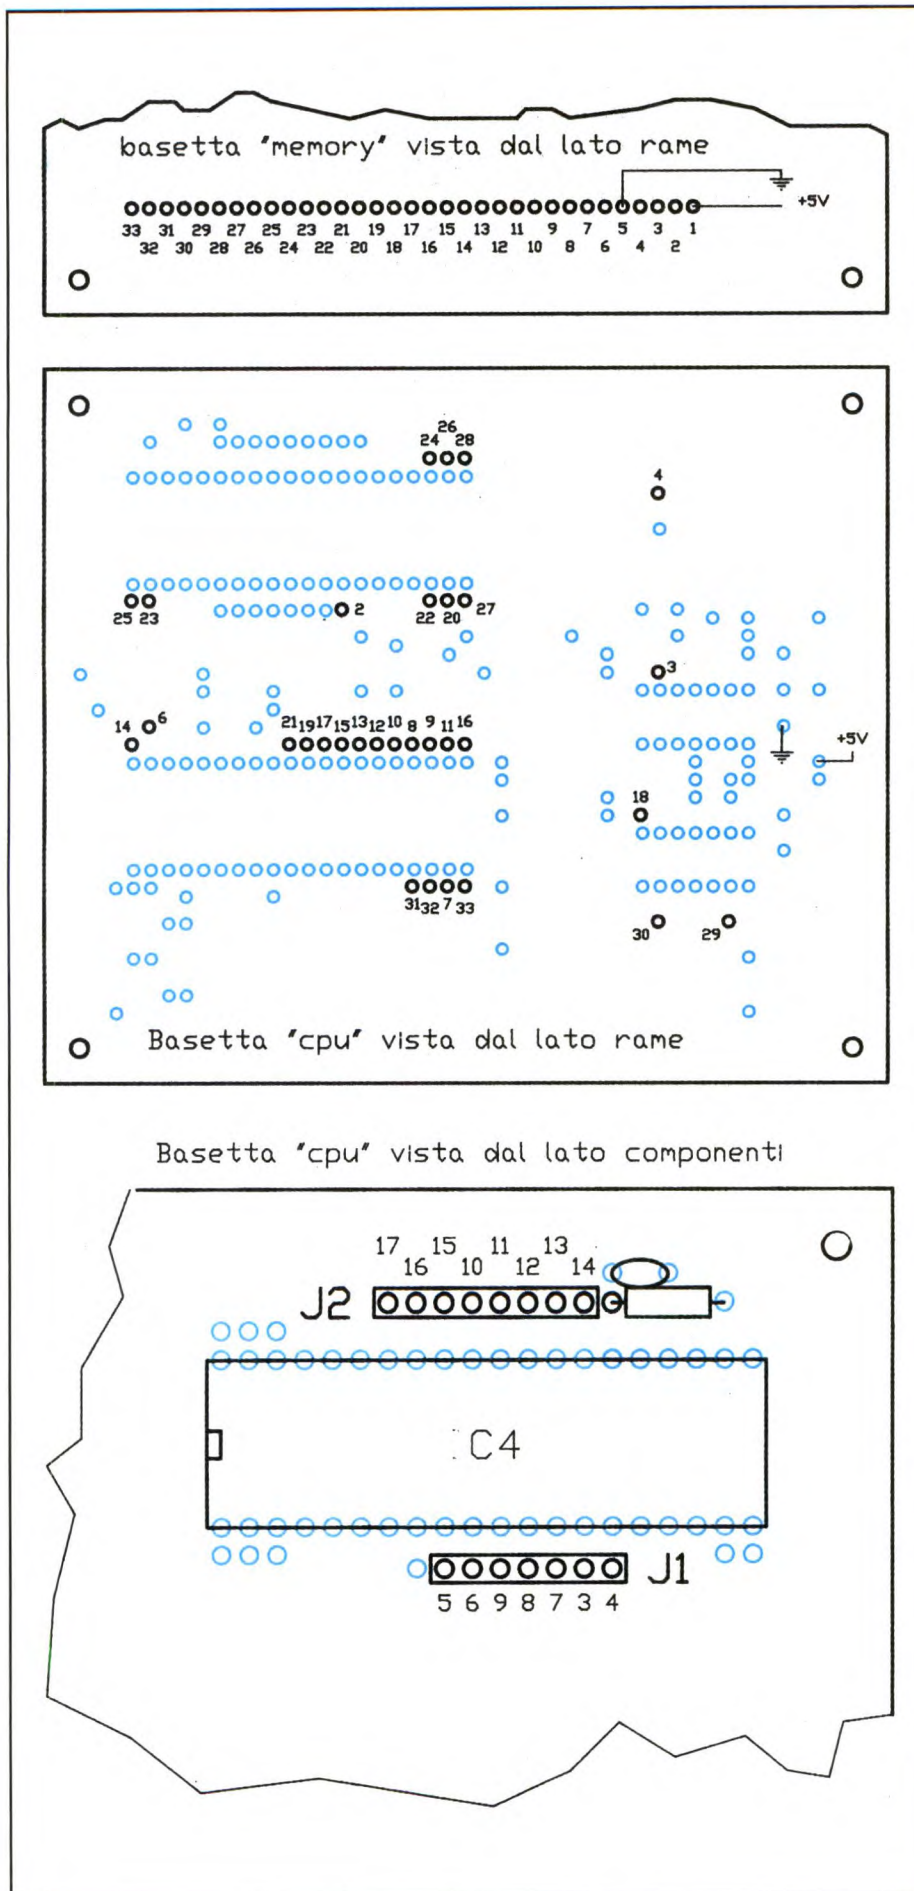 basetta "memory" vista dal lato rame
+5V
33 31 29 27 25 23 21 19 17 15 13 11 9 7 5 3 1
32 30 28 26 24 22 20 18 16 14 12 10 8 6 4 2
26
24 28
4
25 23 2 22 20 27
3
14 6 21 19 17 15 13 12 10 8 9 11 16
+5V
18
31 32 7 33
30 29
Basetta "cpu" vista dal lato rame
Basetta "cpu" vista dal lato componenti
17 15 11 13
16 10 12 14
J2
C4
J1
5 6 9 8 7 3 4